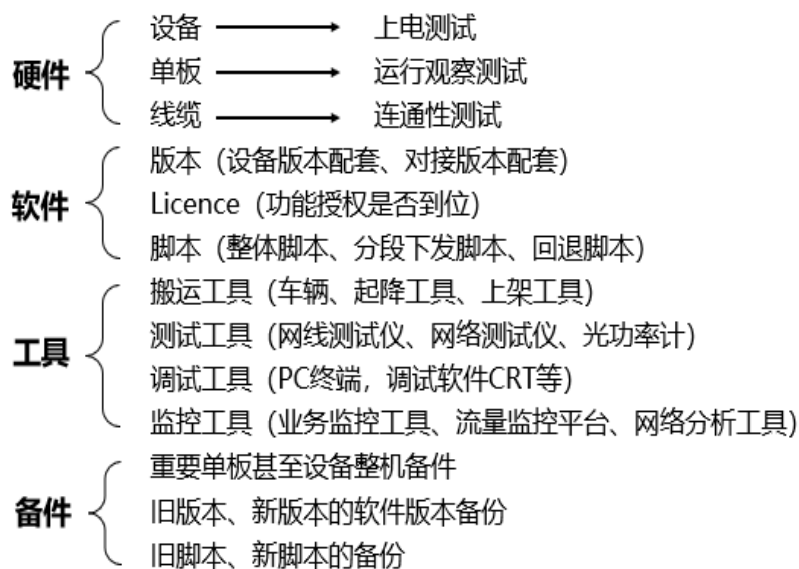 硬件
设备 上电测试
单板 运行观察测试
线缆 连通性测试
软件
版本（设备版本配套、对接版本配套）
Licence（功能授权是否到位）
脚本（整体脚本、分段下发脚本、回退脚本）
工具
搬运工具（车辆、起降工具、上架工具）
测试工具（网线测试仪、网络测试仪、光功率计）
调试工具（PC终端，调试软件CRT等）
监控工具（业务监控工具、流量监控平台、网络分析工具）
备件
重要单板甚至设备整机备件
旧版本、新版本的软件版本备份
旧脚本、新脚本的备份